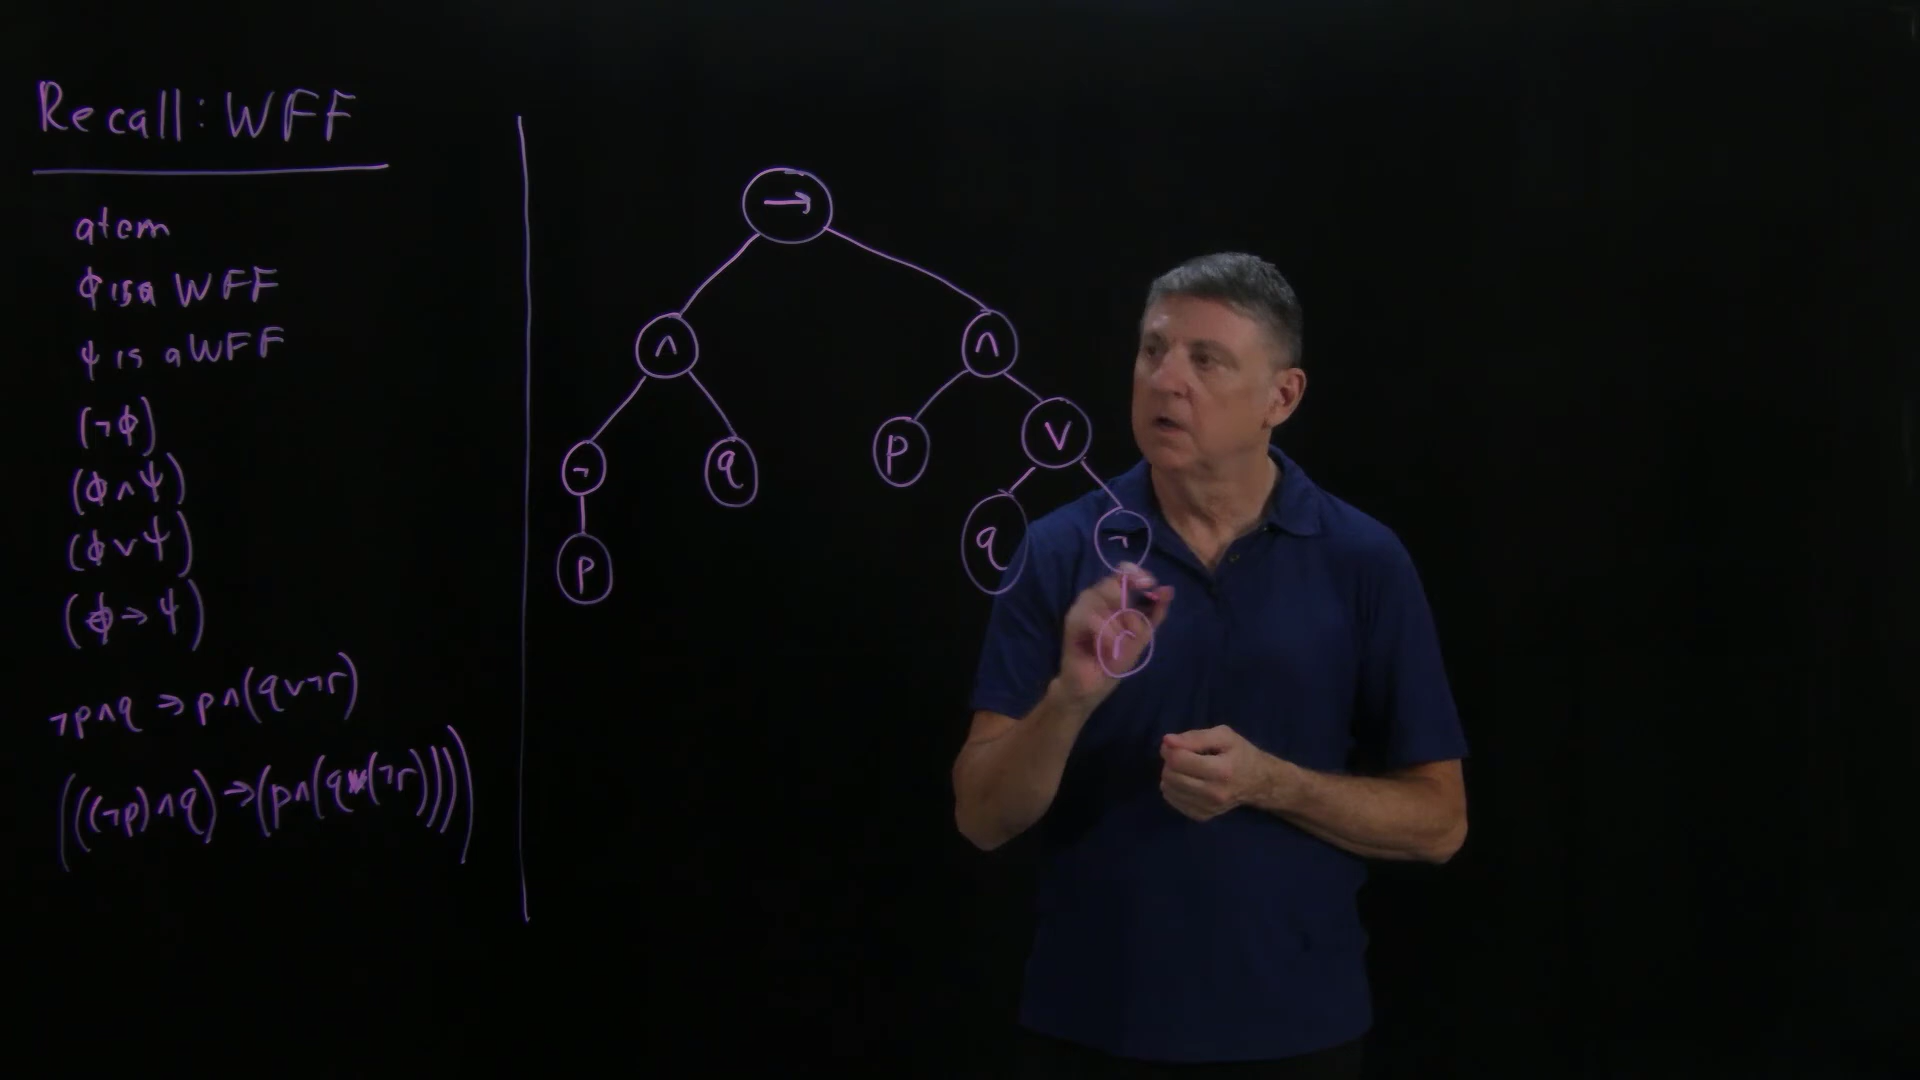 Recall: WFF
atom
ϕ is a WFF
ψ is a WFF
(¬ϕ)
(ϕ∧ψ)
(ϕ∨ψ)
(ϕ→ψ)
¬p∧q→p∧(q∨¬r)
(((¬p)∧q)→(p∧(q∨(¬r))))
→
∧ ∧
¬ q p ∨
p q ¬
r